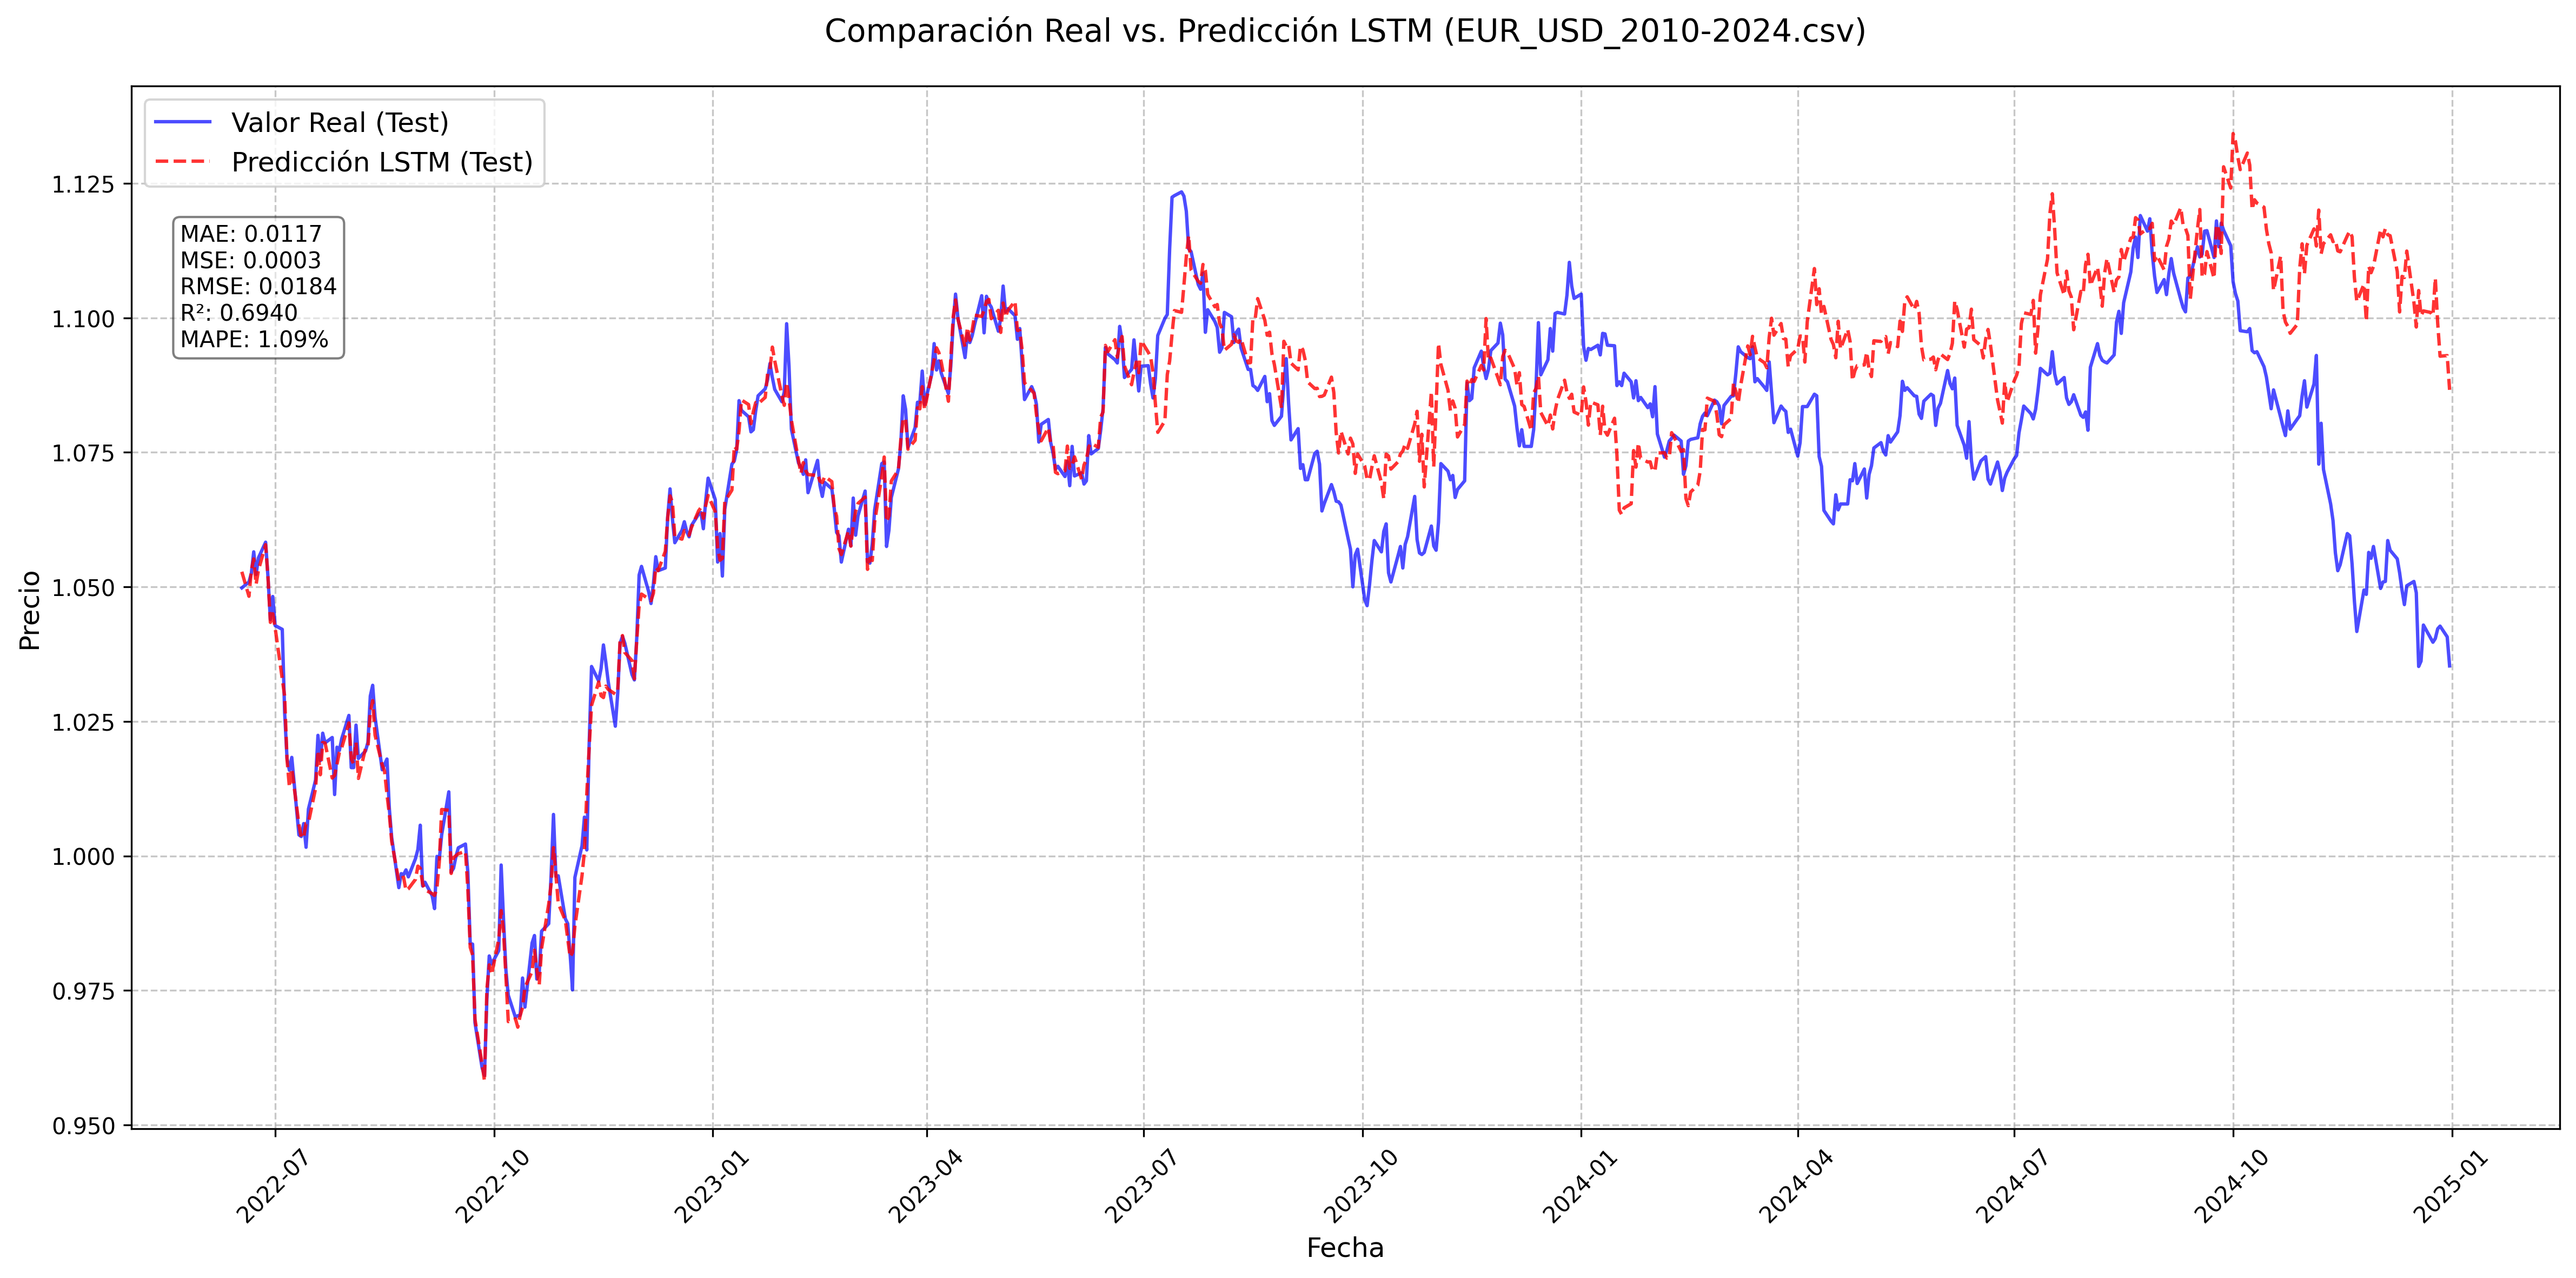 Comparación Real vs. Predicción LSTM (EUR_USD_2010-2024.csv)
Valor Real (Test)
Predicción LSTM (Test)
MAE: 0.0117
MSE: 0.0003
RMSE: 0.0184
R²: 0.6940
MAPE: 1.09%
Precio
1.125
1.100
1.075
1.050
1.025
1.000
0.975
0.950
2022-07
2022-10
2023-01
2023-04
2023-07
2023-10
2024-01
2024-04
2024-07
2024-10
2025-01
Fecha